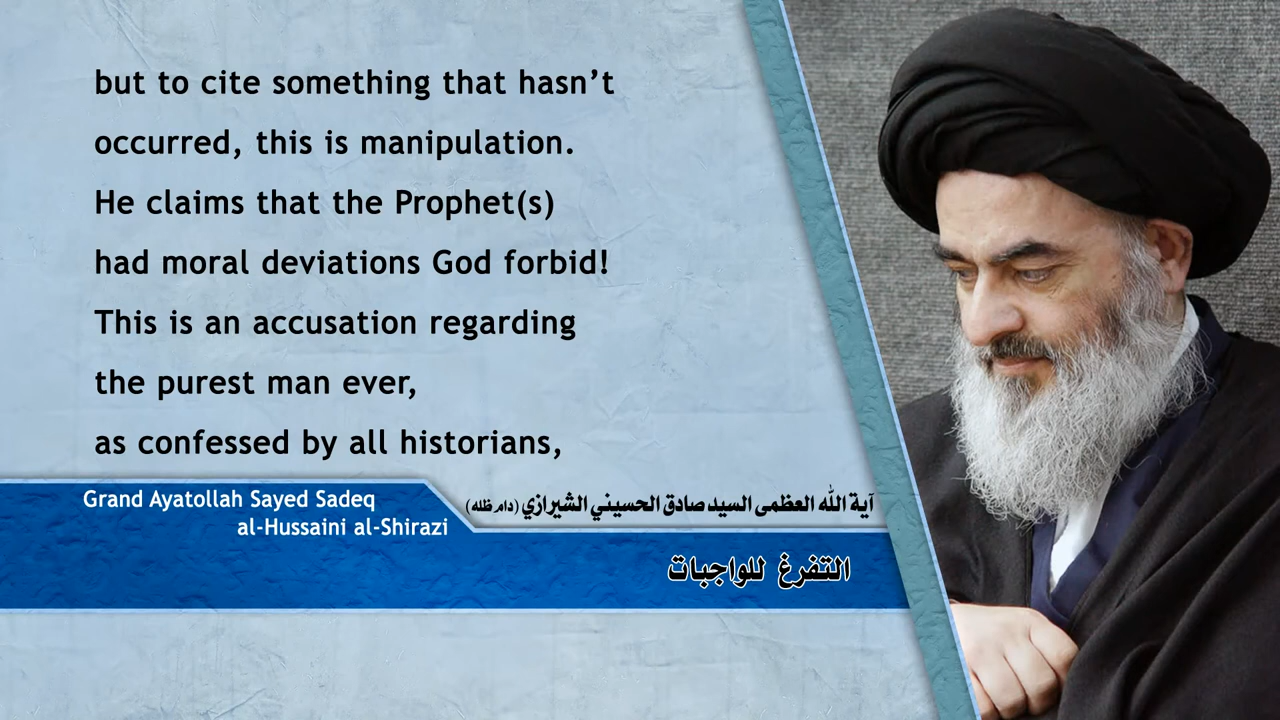 but to cite something that hasn’t
occurred, this is manipulation.
He claims that the Prophet(s)
had moral deviations God forbid!
This is an accusation regarding
the purest man ever,
as confessed by all historians,
Grand Ayatollah Sayed Sadeq
al-Hussaini al-Shirazi
آية الله العظمى السيد صادق الحسيني الشيرازي (دام ظله)
التفرغ للواجبات